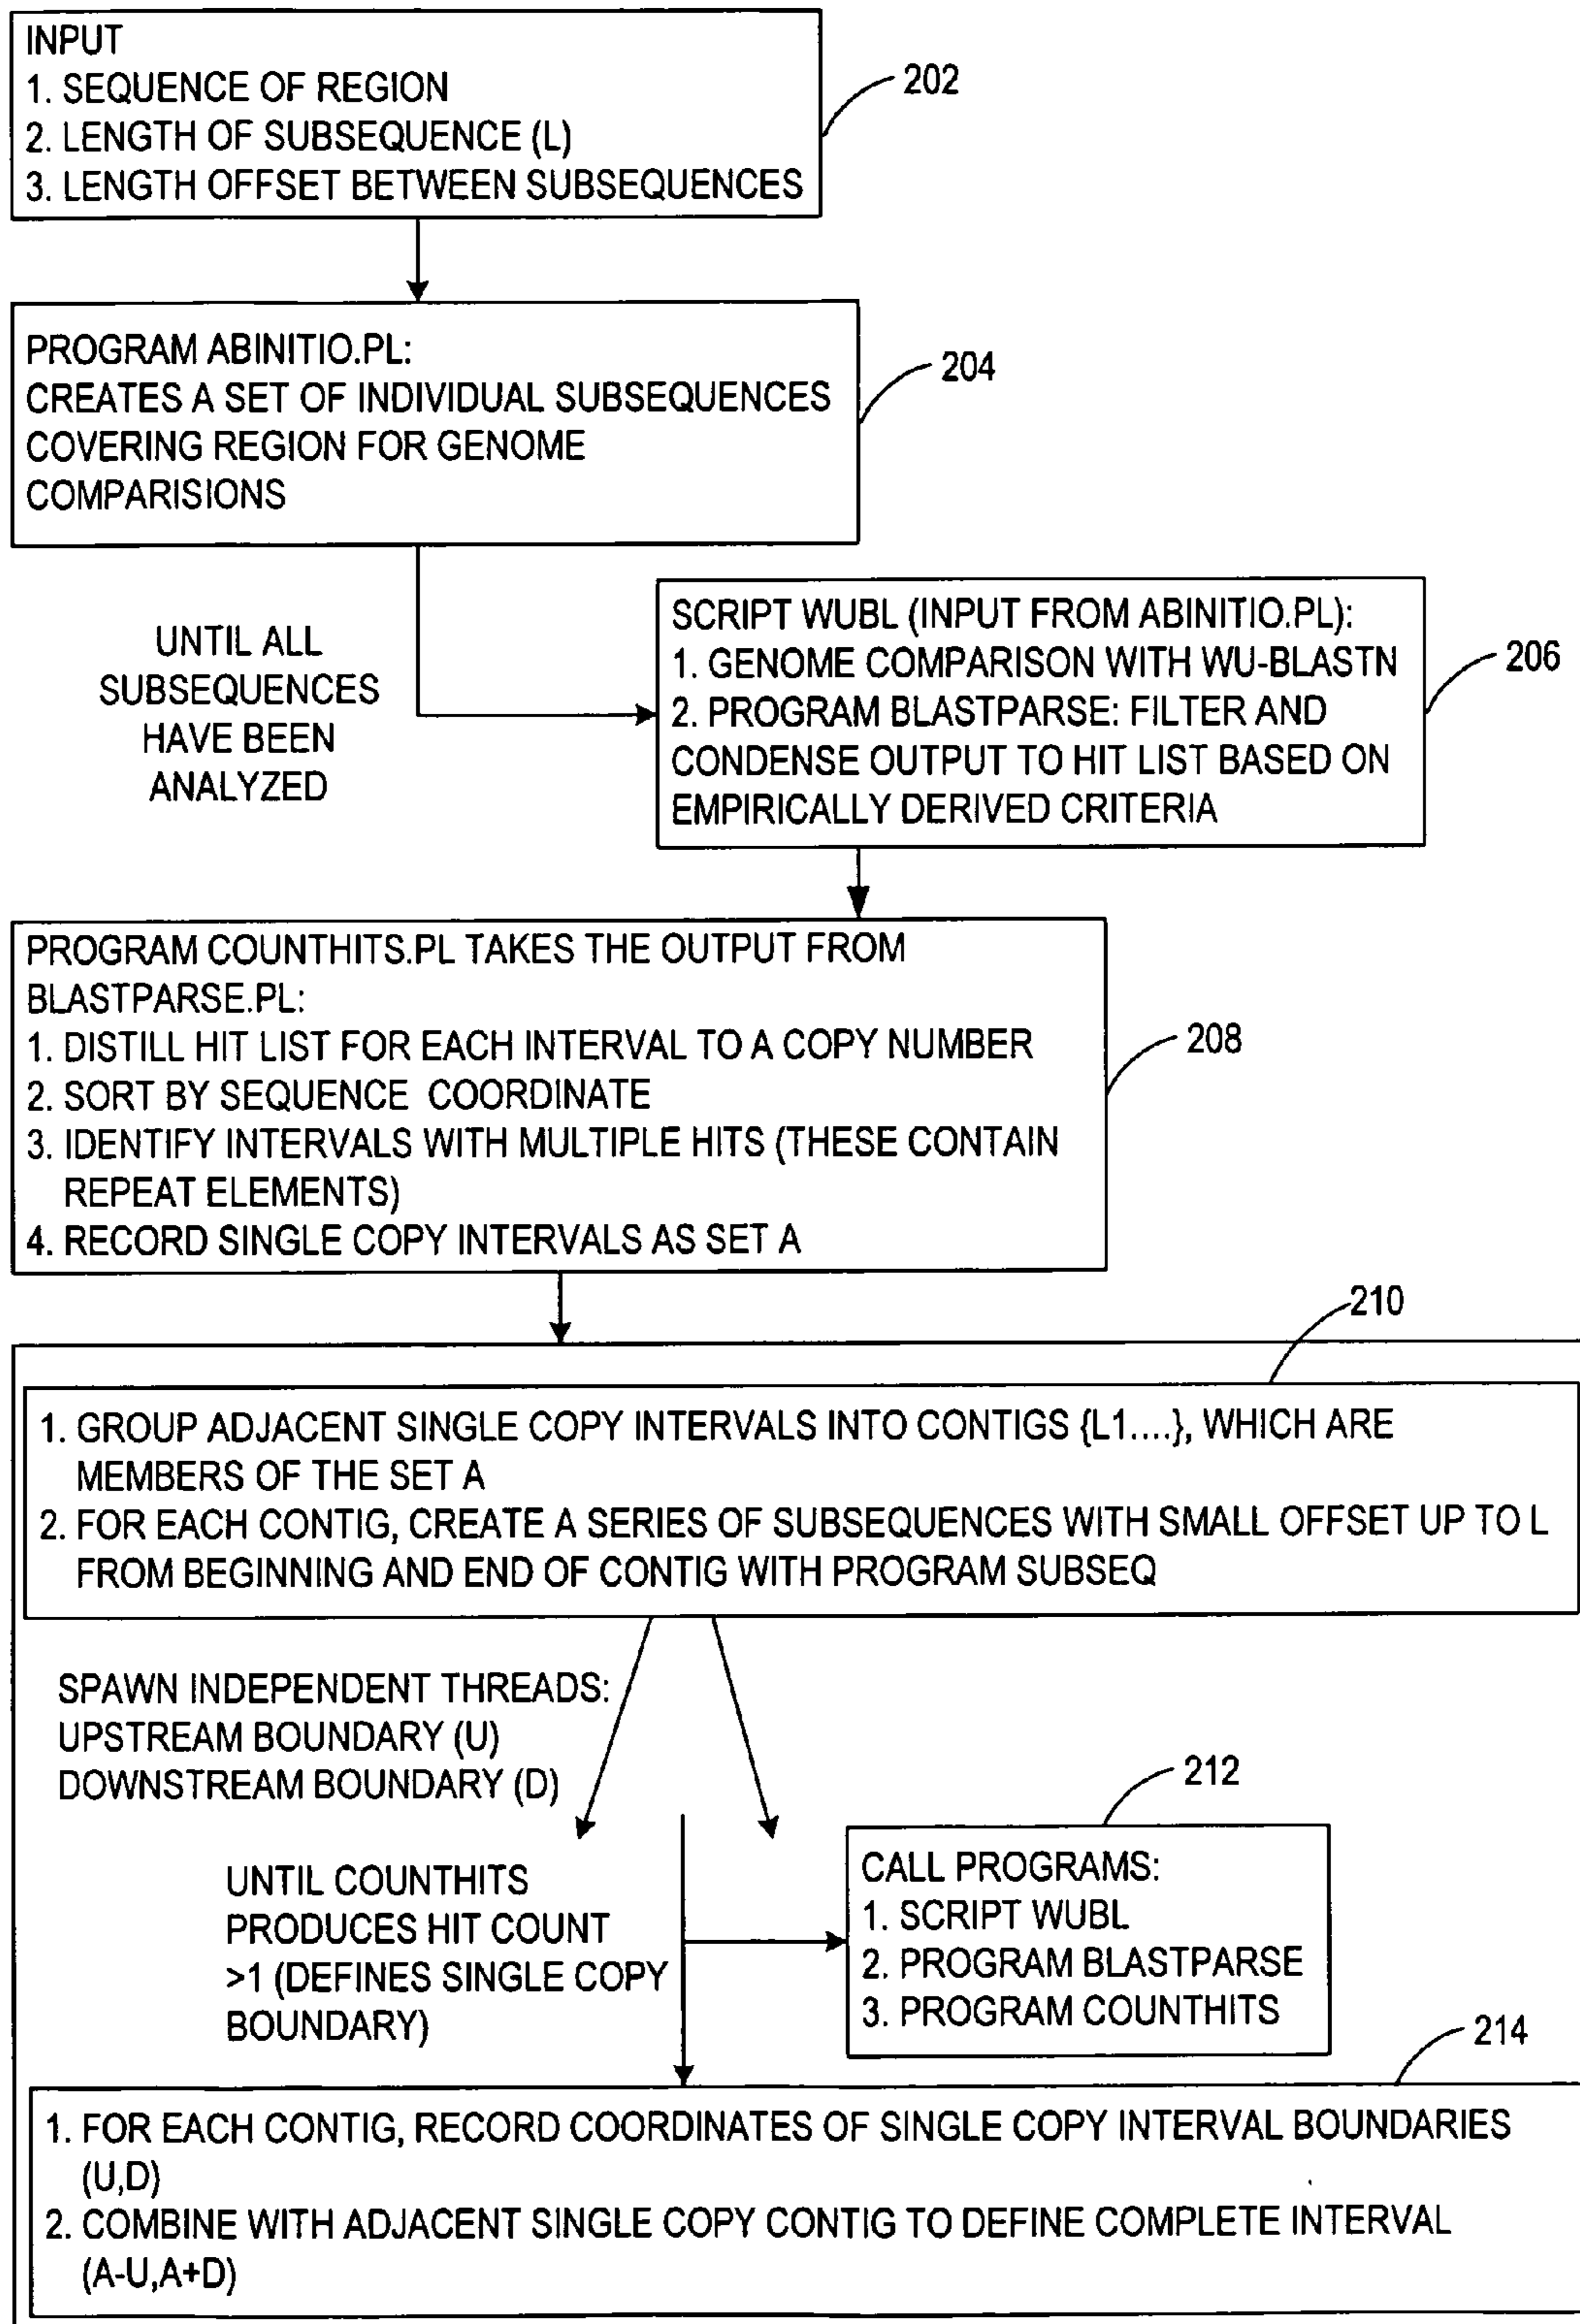 INPUT
1. SEQUENCE OF REGION
2. LENGTH OF SUBSEQUENCE (L)
3. LENGTH OFFSET BETWEEN SUBSEQUENCES
202
PROGRAM ABINITIO.PL:
CREATES A SET OF INDIVIDUAL SUBSEQUENCES
COVERING REGION FOR GENOME
COMPARISIONS
204
UNTIL ALL
SUBSEQUENCES
HAVE BEEN
ANALYZED
SCRIPT WUBL (INPUT FROM ABINITIO.PL):
1. GENOME COMPARISON WITH WU-BLASTN
2. PROGRAM BLASTPARSE: FILTER AND
CONDENSE OUTPUT TO HIT LIST BASED ON
EMPIRICALLY DERIVED CRITERIA
206
PROGRAM COUNTHITS.PL TAKES THE OUTPUT FROM
BLASTPARSE.PL:
1. DISTILL HIT LIST FOR EACH INTERVAL TO A COPY NUMBER
2. SORT BY SEQUENCE COORDINATE
3. IDENTIFY INTERVALS WITH MULTIPLE HITS (THESE CONTAIN
REPEAT ELEMENTS)
4. RECORD SINGLE COPY INTERVALS AS SET A
208
210
1. GROUP ADJACENT SINGLE COPY INTERVALS INTO CONTIGS {L1....}, WHICH ARE
MEMBERS OF THE SET A
2. FOR EACH CONTIG, CREATE A SERIES OF SUBSEQUENCES WITH SMALL OFFSET UP TO L
FROM BEGINNING AND END OF CONTIG WITH PROGRAM SUBSEQ
SPAWN INDEPENDENT THREADS:
UPSTREAM BOUNDARY (U)
DOWNSTREAM BOUNDARY (D)
UNTIL COUNTHITS
PRODUCES HIT COUNT
>1 (DEFINES SINGLE COPY
BOUNDARY)
212
CALL PROGRAMS:
1. SCRIPT WUBL
2. PROGRAM BLASTPARSE
3. PROGRAM COUNTHITS
214
1. FOR EACH CONTIG, RECORD COORDINATES OF SINGLE COPY INTERVAL BOUNDARIES
(U,D)
2. COMBINE WITH ADJACENT SINGLE COPY CONTIG TO DEFINE COMPLETE INTERVAL
(A-U,A+D)